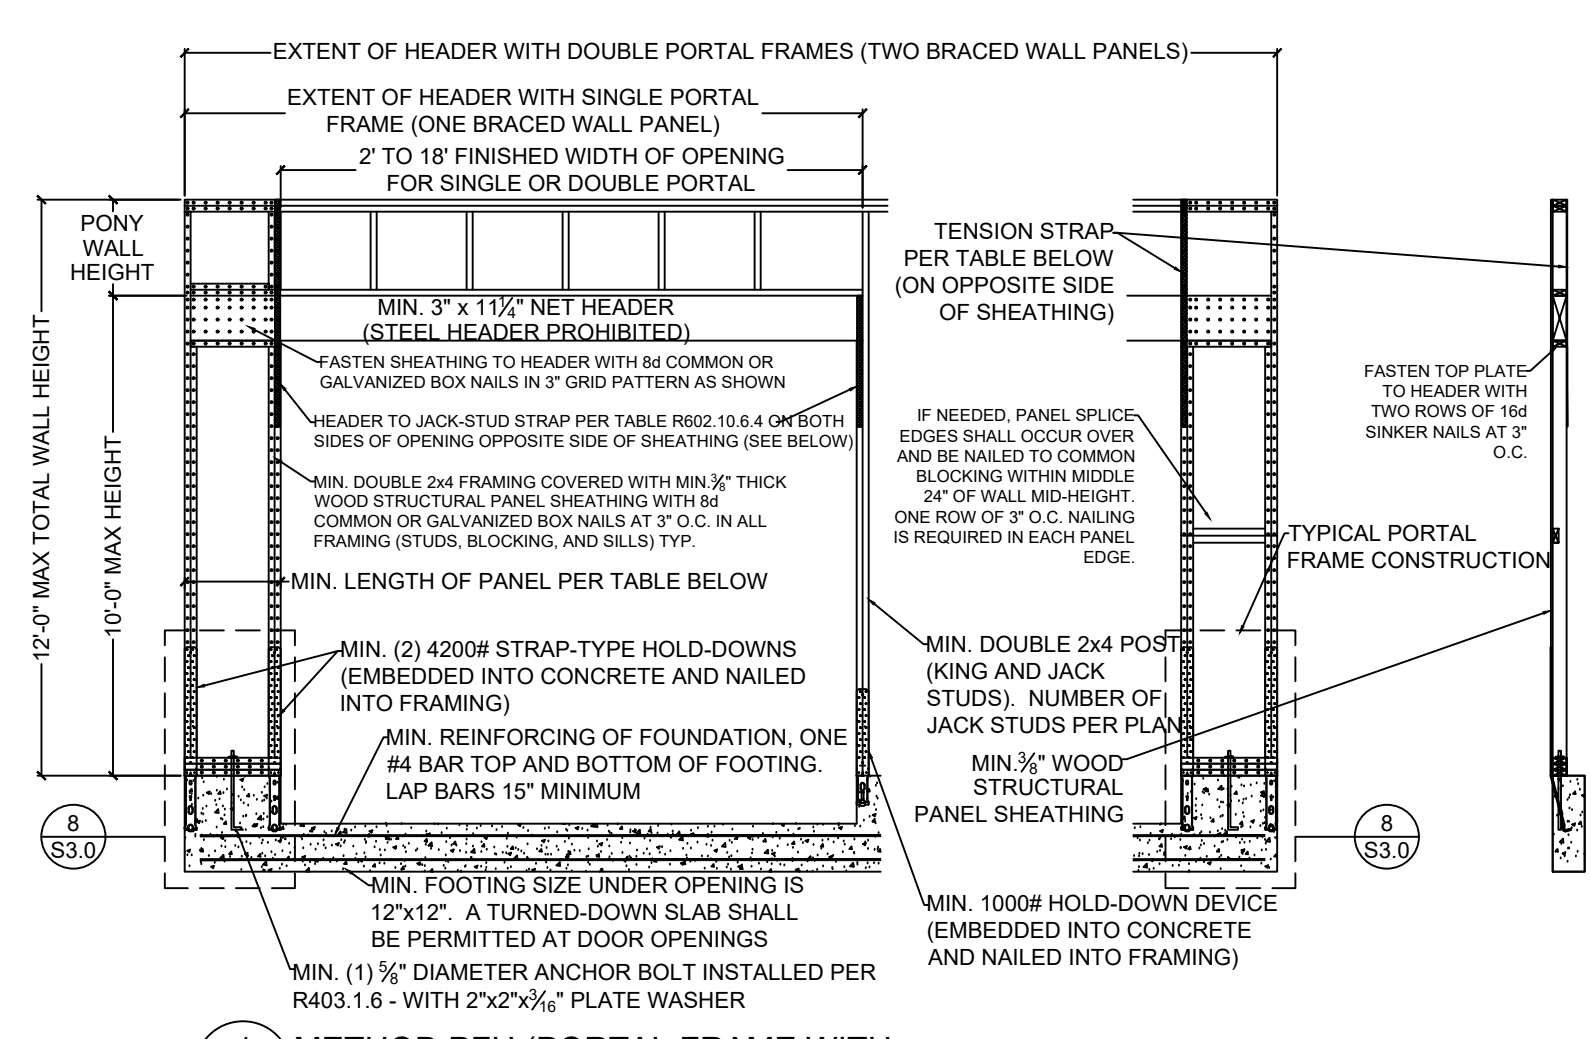 EXTENT OF HEADER WITH DOUBLE PORTAL FRAMES (TWO BRACED WALL PANELS)
EXTENT OF HEADER WITH SINGLE PORTAL
FRAME (ONE BRACED WALL PANEL)
2' TO 18' FINISHED WIDTH OF OPENING
FOR SINGLE OR DOUBLE PORTAL
PONY
WALL
HEIGHT
12'-0" MAX TOTAL WALL HEIGHT
10'-0" MAX HEIGHT
MIN. 3" x 11¼" NET HEADER
(STEEL HEADER PROHIBITED)
FASTEN SHEATHING TO HEADER WITH 8d COMMON OR
GALVANIZED BOX NAILS IN 3" GRID PATTERN AS SHOWN
HEADER TO JACK-STUD STRAP PER TABLE R602.10.6.4 ON BOTH
SIDES OF OPENING OPPOSITE SIDE OF SHEATHING (SEE BELOW)
MIN. DOUBLE 2x4 FRAMING COVERED WITH MIN.⅜" THICK
WOOD STRUCTURAL PANEL SHEATHING WITH 8d
COMMON OR GALVANIZED BOX NAILS AT 3" O.C. IN ALL
FRAMING (STUDS, BLOCKING, AND SILLS) TYP.
MIN. LENGTH OF PANEL PER TABLE BELOW
MIN. (2) 4200# STRAP-TYPE HOLD-DOWNS
(EMBEDDED INTO CONCRETE AND NAILED
INTO FRAMING)
MIN. REINFORCING OF FOUNDATION, ONE
#4 BAR TOP AND BOTTOM OF FOOTING.
LAP BARS 15" MINIMUM
8
S3.0
MIN. FOOTING SIZE UNDER OPENING IS
12"x12". A TURNED-DOWN SLAB SHALL
BE PERMITTED AT DOOR OPENINGS
MIN. (1) ⅝" DIAMETER ANCHOR BOLT INSTALLED PER
R403.1.6 - WITH 2"x2"x3⁄16" PLATE WASHER
TENSION STRAP
PER TABLE BELOW
(ON OPPOSITE SIDE
OF SHEATHING)
IF NEEDED, PANEL SPLICE
EDGES SHALL OCCUR OVER
AND BE NAILED TO COMMON
BLOCKING WITHIN MIDDLE
24" OF WALL MID-HEIGHT.
ONE ROW OF 3" O.C. NAILING
IS REQUIRED IN EACH PANEL
EDGE.
FASTEN TOP PLATE
TO HEADER WITH
TWO ROWS OF 16d
SINKER NAILS AT 3"
O.C.
TYPICAL PORTAL
FRAME CONSTRUCTION
MIN. DOUBLE 2x4 POST
(KING AND JACK
STUDS). NUMBER OF
JACK STUDS PER PLAN
MIN.⅜" WOOD
STRUCTURAL
PANEL SHEATHING
8
S3.0
MIN. 1000# HOLD-DOWN DEVICE
(EMBEDDED INTO CONCRETE
AND NAILED INTO FRAMING)
METHOD PFH (PORTAL FRAME WITH